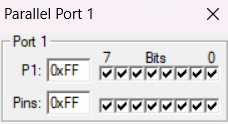 Parallel Port 1
Port 1
7 Bits 0
P1: 0xFF
Pins: 0xFF